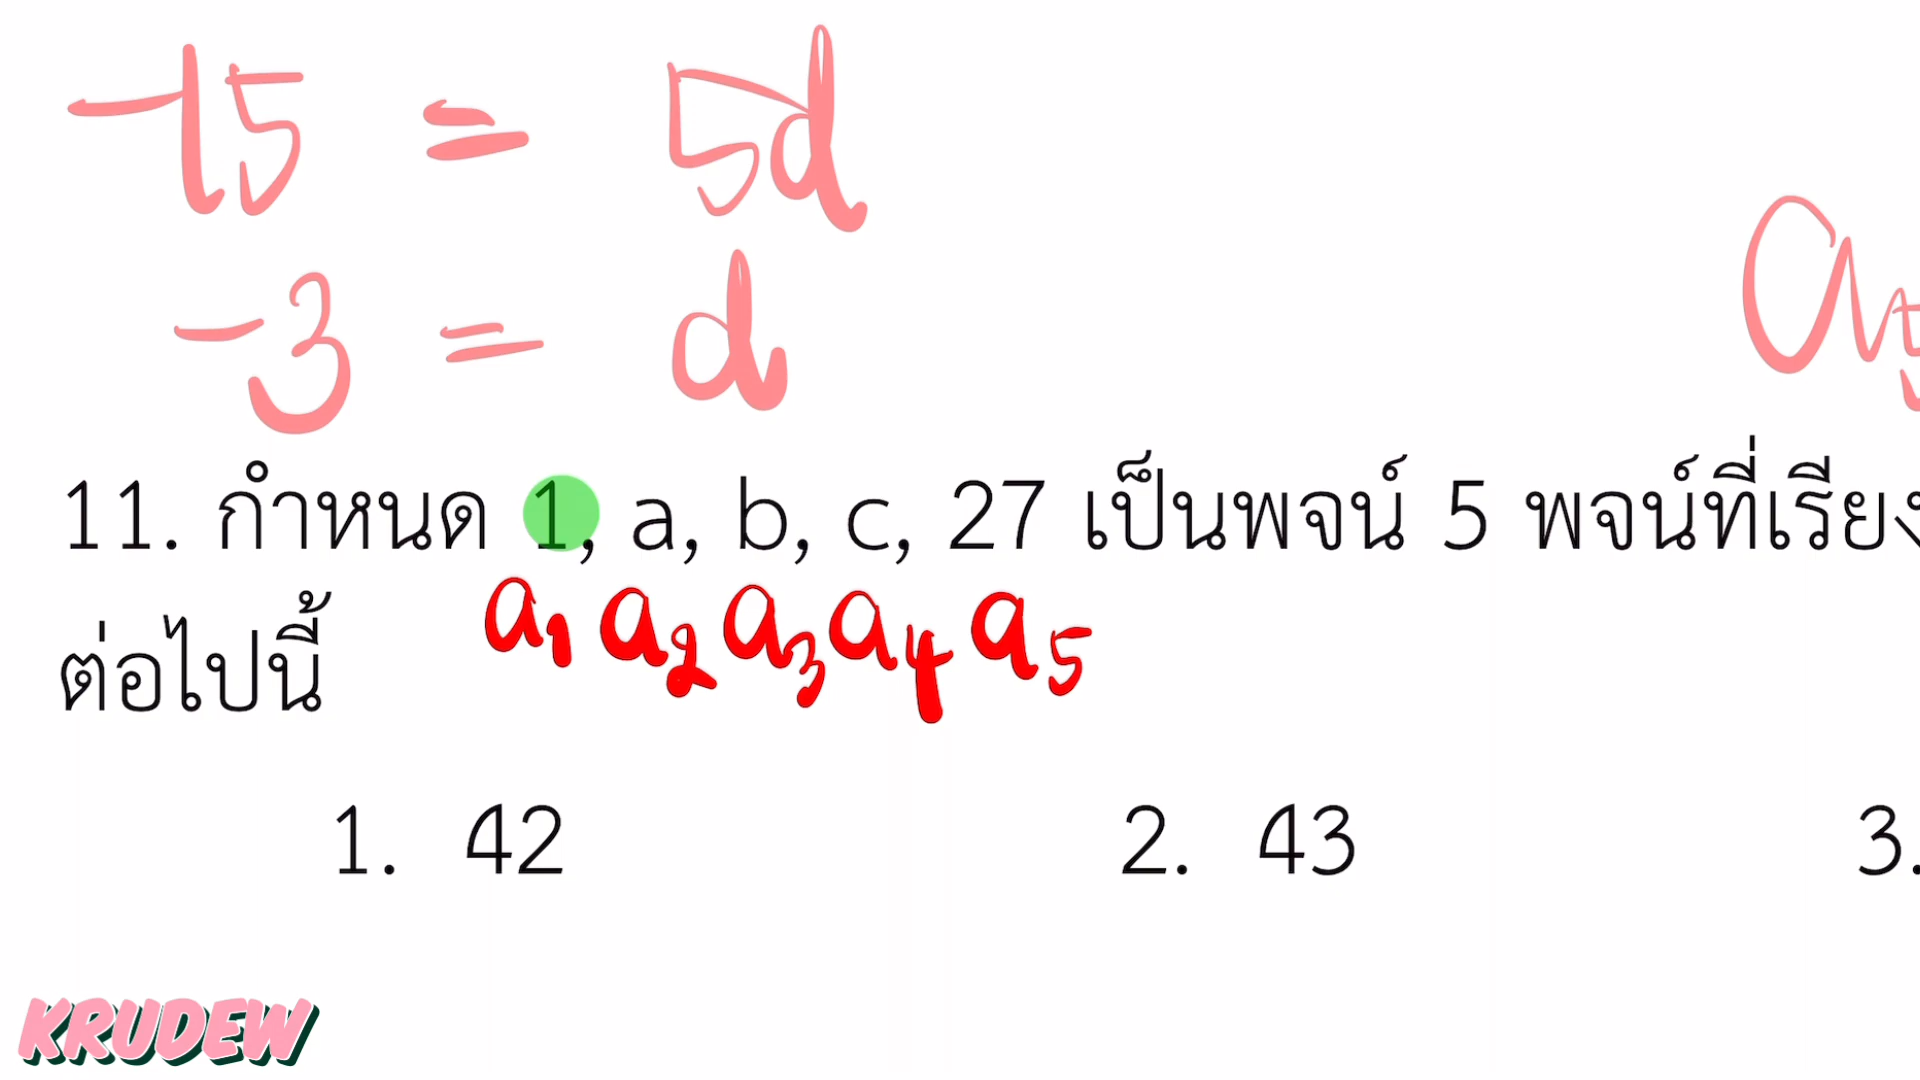 -15 = 5d
-3 = d
a5
11. กำหนด 1, a, b, c, 27 เป็นพจน์ 5 พจน์ที่เรียง
a1 a2 a3 a4 a5
ต่อไปนี้
1. 42 2. 43 3.
KRUDEW